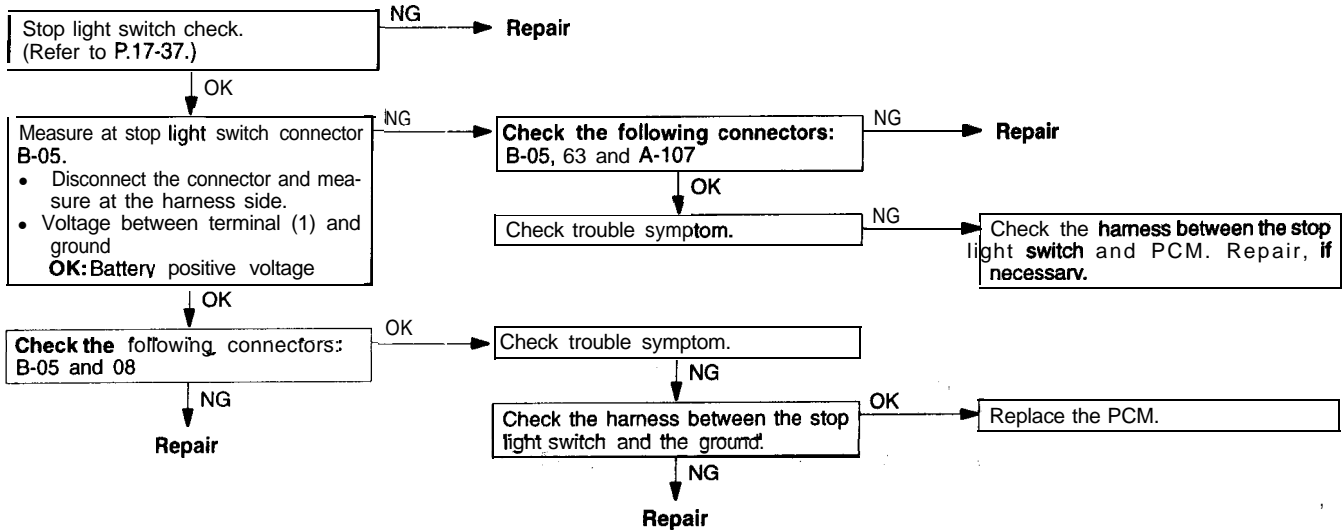 Stop light switch check.
(Refer to P.17-37.)
NG
Repair
OK
Measure at stop light switch connector
B-05.
• Disconnect the connector and mea-
sure at the harness side.
• Voltage between terminal (1) and
ground
OK: Battery positive voltage
NG
Check the following connectors:
B-05, 63 and A-107
NG
Repair
OK
Check trouble symptom.
NG
Check the harness between the stop
light switch and PCM. Repair, if
necessary.
OK
Check the following connectors:
B-05 and 08
OK
Check trouble symptom.
NG
Repair
NG
Check the harness between the stop
light switch and the ground.
OK
Replace the PCM.
NG
Repair